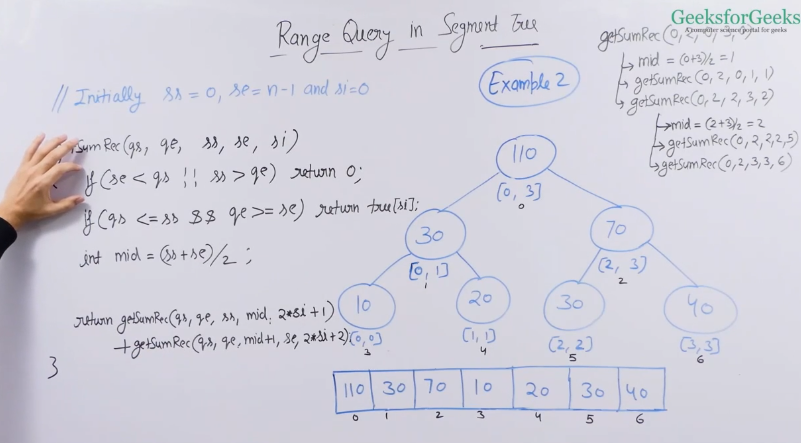 GeeksforGeeks
A computer science portal for geeks
Range Query in Segment Tree
// Initially ss = 0, se = n-1 and si=0
Example 2
SumRec(qs, qe, ss, se, si)
{
if(se < qs !! ss > qe) return 0;
if(qs <= ss && qe >= se) return tree[si];
int mid = (ss+se)/2 ;
return getSumRec(qs, qe, ss, mid, 2*si+1)
+ getSumRec(qs, qe, mid+1, se, 2*si+2)
}
getSumRec(0, 2, 0, 3, 0)
mid = (0+3)/2 = 1
getSumRec(0, 2, 0, 1, 1)
getSumRec(0, 2, 2, 3, 2)
mid = (2+3)/2 = 2
getSumRec(0, 2, 2, 2, 5)
getSumRec(0, 2, 3, 3, 6)
110
[0, 3]
0
30 70
[0, 1] [2, 3]
1 2
10 20 30 40
[0, 0] [1, 1] [2, 2] [3, 3]
3 4 5 6
110 30 70 10 20 30 40
0 1 2 3 4 5 6